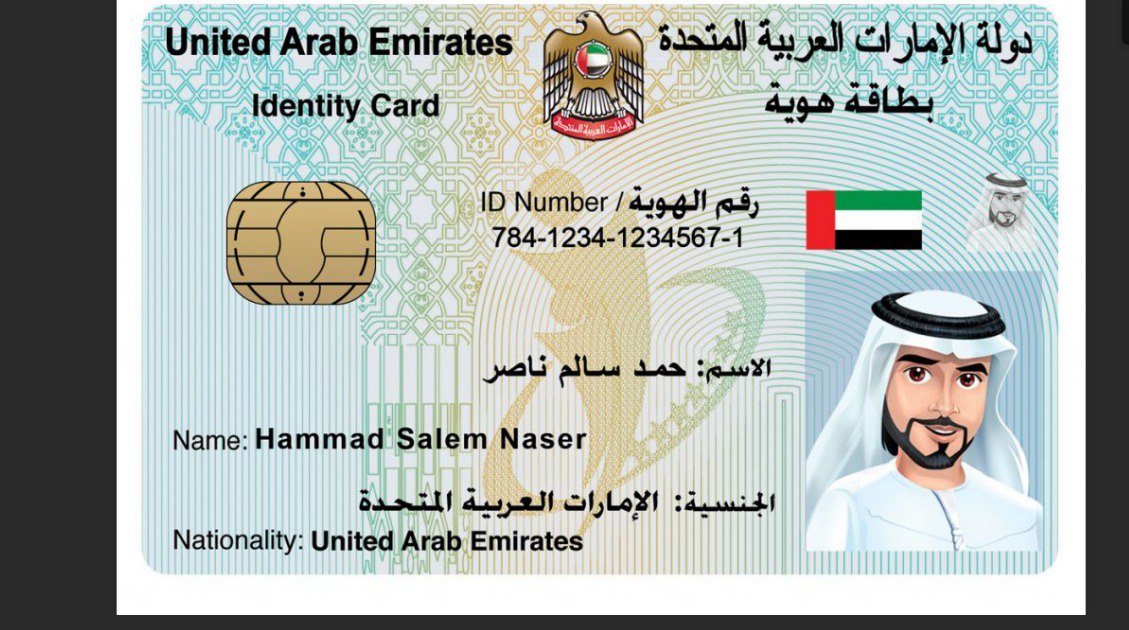 United Arab Emirates
دولة الإمارات العربية المتحدة
Identity Card
بطاقة هوية
الإمارات العربية المتحدة
ID Number / رقم الهوية
784-1234-1234567-1
الاسم: حمد سالم ناصر
Name: Hammad Salem Naser
الجنسية: الإمارات العربية المتحدة
Nationality: United Arab Emirates